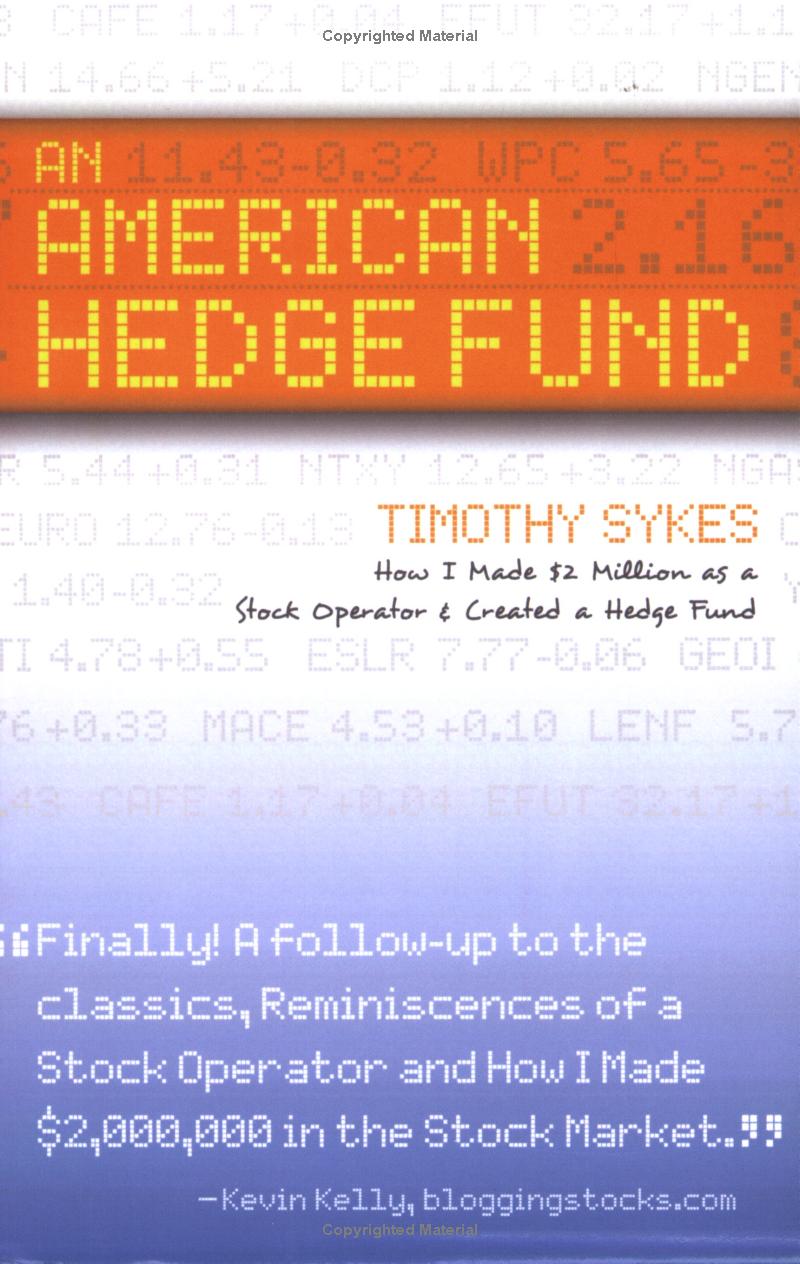 CAFE 1.17+0.04 EFUT 32.17+1.1
Copyrighted Material
N 14.66+5.21 DCP 1.12+0.02 NGEN
AN 11.43-0.32 WPC 5.65-3
AMERICAN 2.16
HEDGE FUND
R 5.44+0.31 NTXY 12.65+3.22 NGAS
TIMOTHY SYKES
EURO 12.76-0.13
How I Made $2 Million as a
1.40-0.32
Stock Operator & Created a Hedge Fund
TI 4.78+0.55 ESLR 7.77-0.06 GEOI
76+0.33 MACE 4.53+0.10 LENF 5.7
.43 CAFE 1.17+0.04 EFUT 32.17+1
“Finally! A follow-up to the
classics, Reminiscences of a
Stock Operator and How I Made
$2,000,000 in the Stock Market.”
—Kevin Kelly, bloggingstocks.com
Copyrighted Material